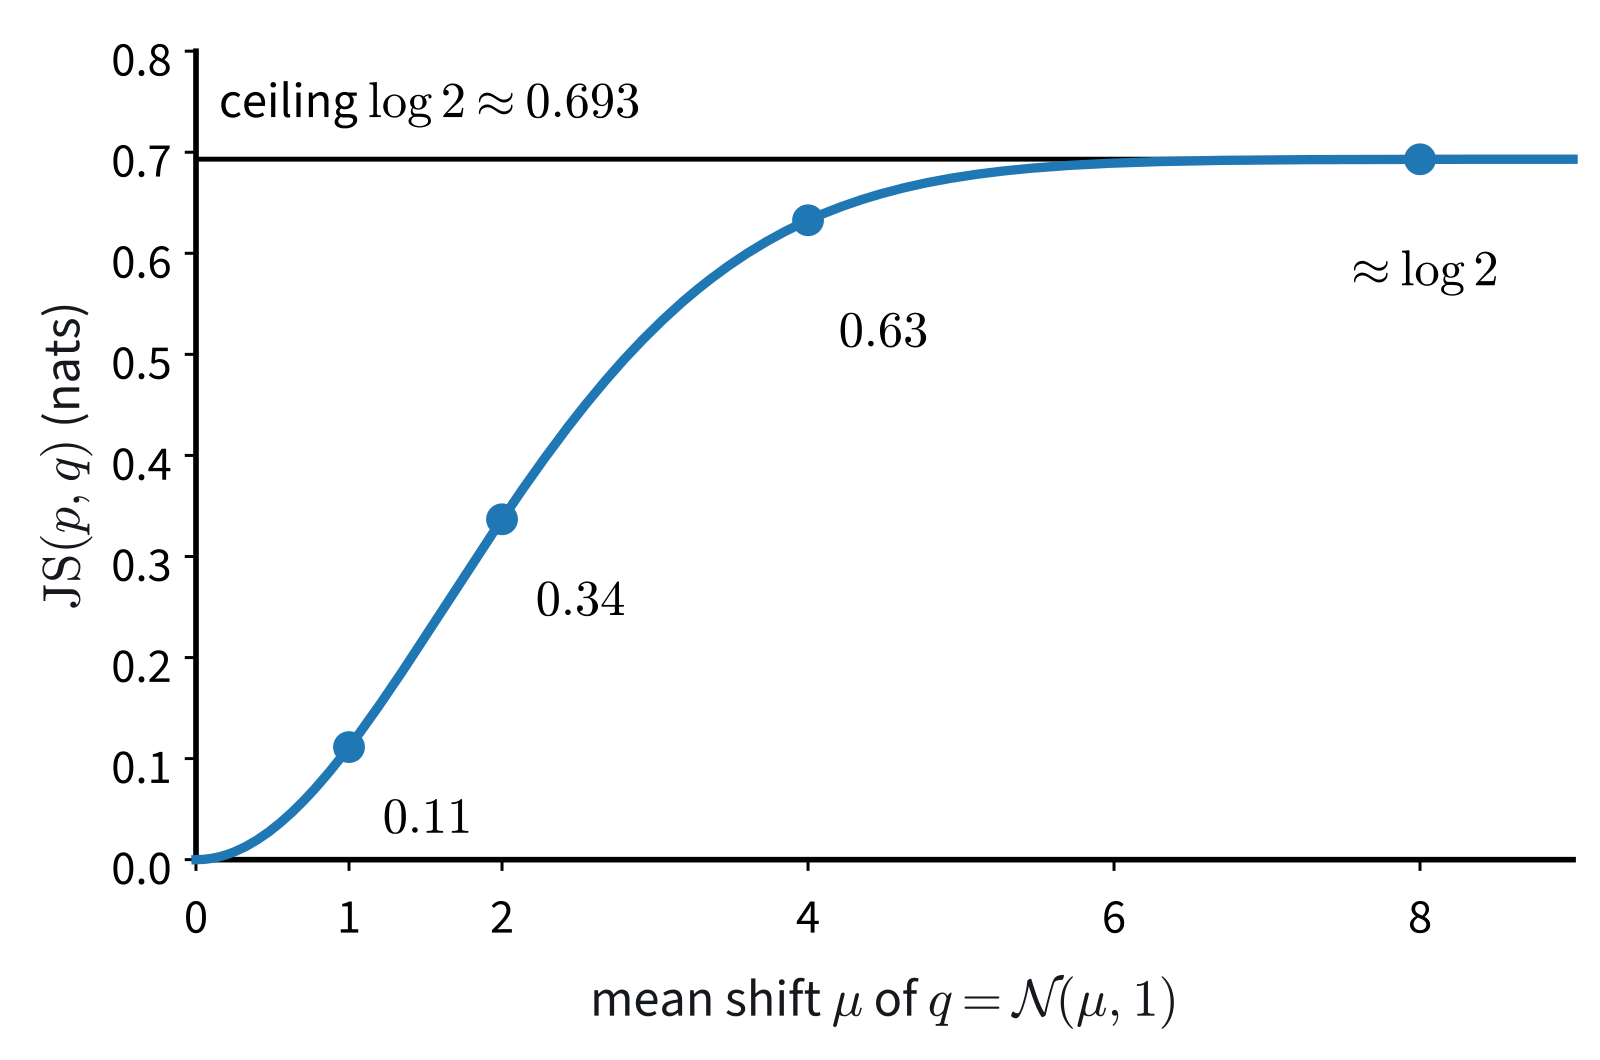 0.8
ceiling log 2 ≈ 0.693
0.7
0.6
≈ log 2
0.63
0.5
0.4
0.34
0.3
0.2
0.11
0.1
0.0
JS(p, q) (nats)
0 1 2 4 6 8
mean shift μ of q = 𝒩(μ, 1)